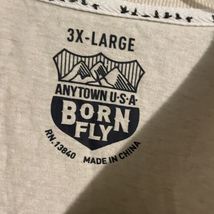 3X-LARGE
ANYTOWN U·S·A
BORN
FLY
RN. 13840
MADE IN CHINA